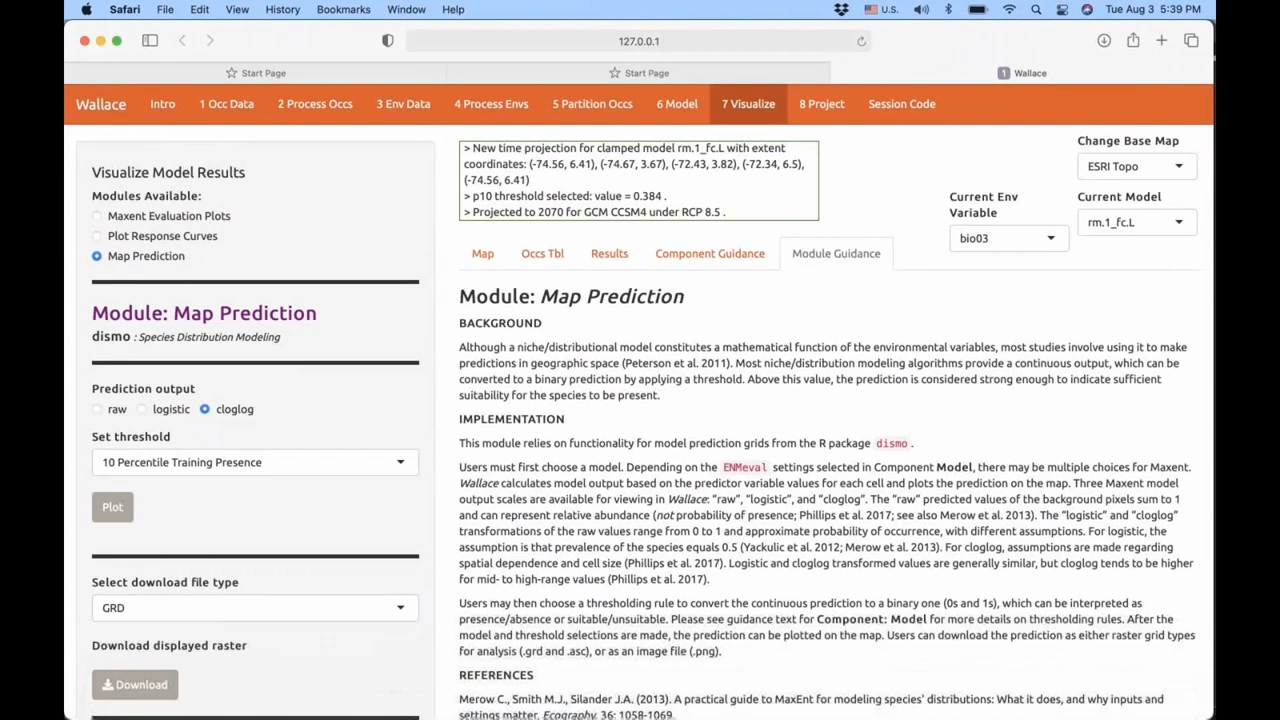 Safari File Edit View History Bookmarks Window Help U.S. Tue Aug 3 5:39 PM
127.0.0.1
Start Page Start Page 1 Wallace
Wallace Intro 1 Occ Data 2 Process Occs 3 Env Data 4 Process Envs 5 Partition Occs 6 Model 7 Visualize 8 Project Session Code
Visualize Model Results
Modules Available:
Maxent Evaluation Plots
Plot Response Curves
Map Prediction
Module: Map Prediction
dismo : Species Distribution Modeling
Prediction output
raw logistic cloglog
Set threshold
10 Percentile Training Presence
Plot
Select download file type
GRD
Download displayed raster
Download
> New time projection for clamped model rm.1_fc.L with extent
coordinates: (-74.56, 6.41), (-74.67, 3.67), (-72.43, 3.82), (-72.34, 6.5),
(-74.56, 6.41)
> p10 threshold selected: value = 0.384 .
> Projected to 2070 for GCM CCSM4 under RCP 8.5 .
Change Base Map
ESRI Topo
Current Env
Variable
bio03
Current Model
rm.1_fc.L
Map Occs Tbl Results Component Guidance Module Guidance
Module: Map Prediction
BACKGROUND
Although a niche/distributional model constitutes a mathematical function of the environmental variables, most studies involve using it to make
predictions in geographic space (Peterson et al. 2011). Most niche/distribution modeling algorithms provide a continuous output, which can be
converted to a binary prediction by applying a threshold. Above this value, the prediction is considered strong enough to indicate sufficient
suitability for the species to be present.
IMPLEMENTATION
This module relies on functionality for model prediction grids from the R package dismo .
Users must first choose a model. Depending on the ENMeval settings selected in Component Model, there may be multiple choices for Maxent.
Wallace calculates model output based on the predictor variable values for each cell and plots the prediction on the map. Three Maxent model
output scales are available for viewing in Wallace: "raw", "logistic", and "cloglog". The "raw" predicted values of the background pixels sum to 1
and can represent relative abundance (not probability of presence; Phillips et al. 2017; see also Merow et al. 2013). The "logistic" and "cloglog"
transformations of the raw values range from 0 to 1 and approximate probability of occurrence, with different assumptions. For logistic, the
assumption is that prevalence of the species equals 0.5 (Yackulic et al. 2012; Merow et al. 2013). For cloglog, assumptions are made regarding
spatial dependence and cell size (Phillips et al. 2017). Logistic and cloglog transformed values are generally similar, but cloglog tends to be higher
for mid- to high-range values (Phillips et al. 2017).
Users may then choose a thresholding rule to convert the continuous prediction to a binary one (0s and 1s), which can be interpreted as
presence/absence or suitable/unsuitable. Please see guidance text for Component: Model for more details on thresholding rules. After the
model and threshold selections are made, the prediction can be plotted on the map. Users can download the prediction as either raster grid types
for analysis (.grd and .asc), or as an image file (.png).
REFERENCES
Merow C., Smith M.J., Silander J.A. (2013). A practical guide to MaxEnt for modeling species' distributions: What it does, and why inputs and
settings matter. Ecography. 36: 1058-1069.